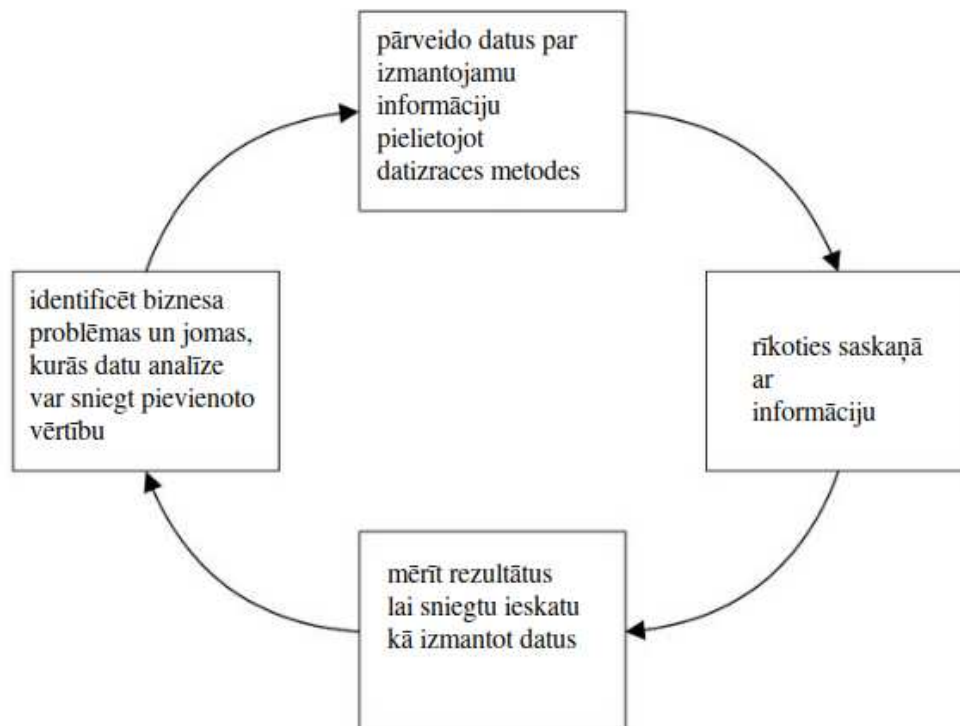 pārveido datus par
izmantojamu
informāciju
pielietojot
datizraces metodes
identificēt biznesa
problēmas un jomas,
kurās datu analīze
var sniegt pievienoto
vērtību
rīkoties saskaņā
ar
informāciju
mērīt rezultātus
lai sniegtu ieskatu
kā izmantot datus